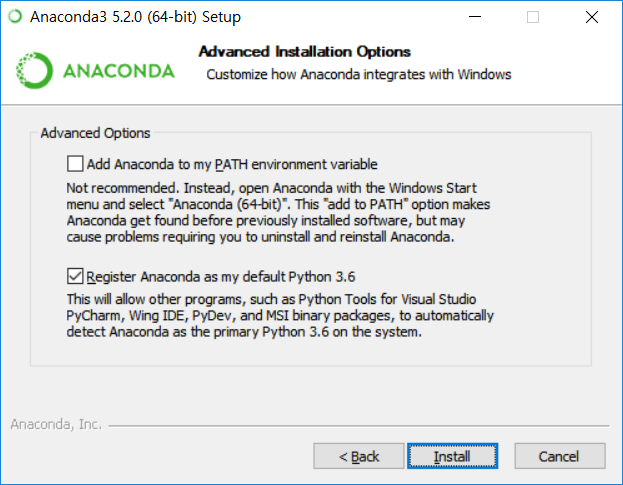 Anaconda3 5.2.0 (64-bit) Setup
ANACONDA
Advanced Installation Options
Customize how Anaconda integrates with Windows
Advanced Options
Add Anaconda to my PATH environment variable
Not recommended. Instead, open Anaconda with the Windows Start
menu and select "Anaconda (64-bit)". This "add to PATH" option makes
Anaconda get found before previously installed software, but may
cause problems requiring you to uninstall and reinstall Anaconda.
Register Anaconda as my default Python 3.6
This will allow other programs, such as Python Tools for Visual Studio
PyCharm, Wing IDE, PyDev, and MSI binary packages, to automatically
detect Anaconda as the primary Python 3.6 on the system.
Anaconda, Inc.
< Back
Install
Cancel